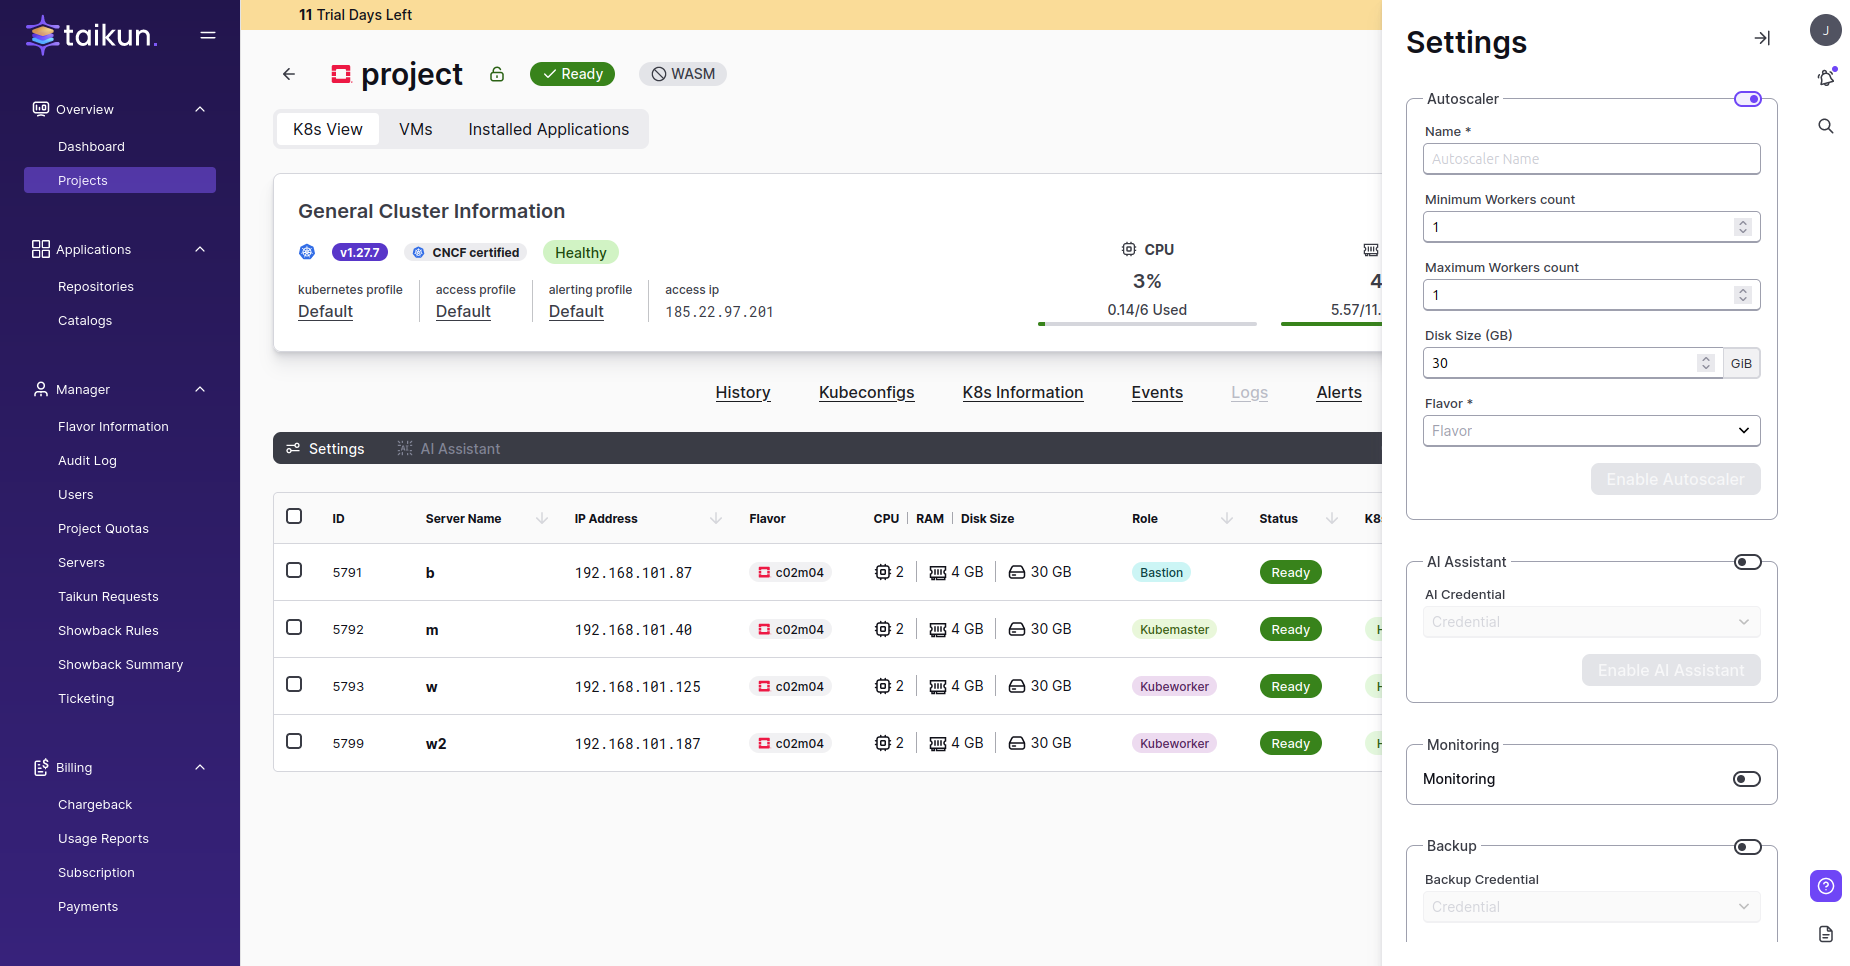 taikun.
Overview
Dashboard
Projects
Applications
Repositories
Catalogs
Manager
Flavor Information
Audit Log
Users
Project Quotas
Servers
Taikun Requests
Showback Rules
Showback Summary
Ticketing
Billing
Chargeback
Usage Reports
Subscription
Payments
11 Trial Days Left
project
Ready
WASM
K8s View VMs Installed Applications
General Cluster Information
v1.27.7 CNCF certified Healthy
kubernetes profile access profile alerting profile access ip
Default Default Default 185.22.97.201
CPU
3% 4
0.14/6 Used 5.57/11.
History Kubeconfigs K8s Information Events Logs Alerts
Settings AI Assistant
ID Server Name IP Address Flavor CPU RAM Disk Size Role Status K8
5791 b 192.168.101.87 c02m04 2 4 GB 30 GB Bastion Ready
5792 m 192.168.101.40 c02m04 2 4 GB 30 GB Kubemaster Ready H
5793 w 192.168.101.125 c02m04 2 4 GB 30 GB Kubeworker Ready H
5799 w2 192.168.101.187 c02m04 2 4 GB 30 GB Kubeworker Ready H
Settings
Autoscaler
Name *
Autoscaler Name
Minimum Workers count
1
Maximum Workers count
1
Disk Size (GB)
30 GiB
Flavor *
Flavor
Enable Autoscaler
AI Assistant
AI Credential
Credential
Enable AI Assistant
Monitoring
Monitoring
Backup
Backup Credential
Credential
J